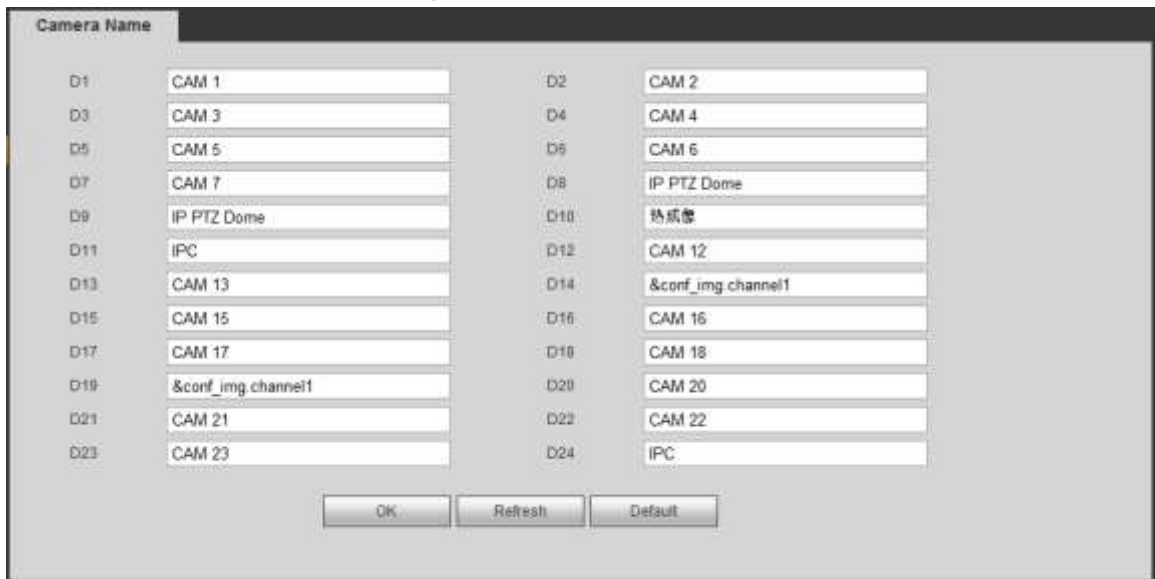 Camera Name
D1 CAM 1 D2 CAM 2
D3 CAM 3 D4 CAM 4
D5 CAM 5 D6 CAM 6
D7 CAM 7 D8 IP PTZ Dome
D9 IP PTZ Dome D10 热成像
D11 IPC D12 CAM 12
D13 CAM 13 D14 &conf_img.channel1
D15 CAM 15 D16 CAM 16
D17 CAM 17 D18 CAM 18
D19 &conf_img.channel1 D20 CAM 20
D21 CAM 21 D22 CAM 22
D23 CAM 23 D24 IPC
OK Refresh Default